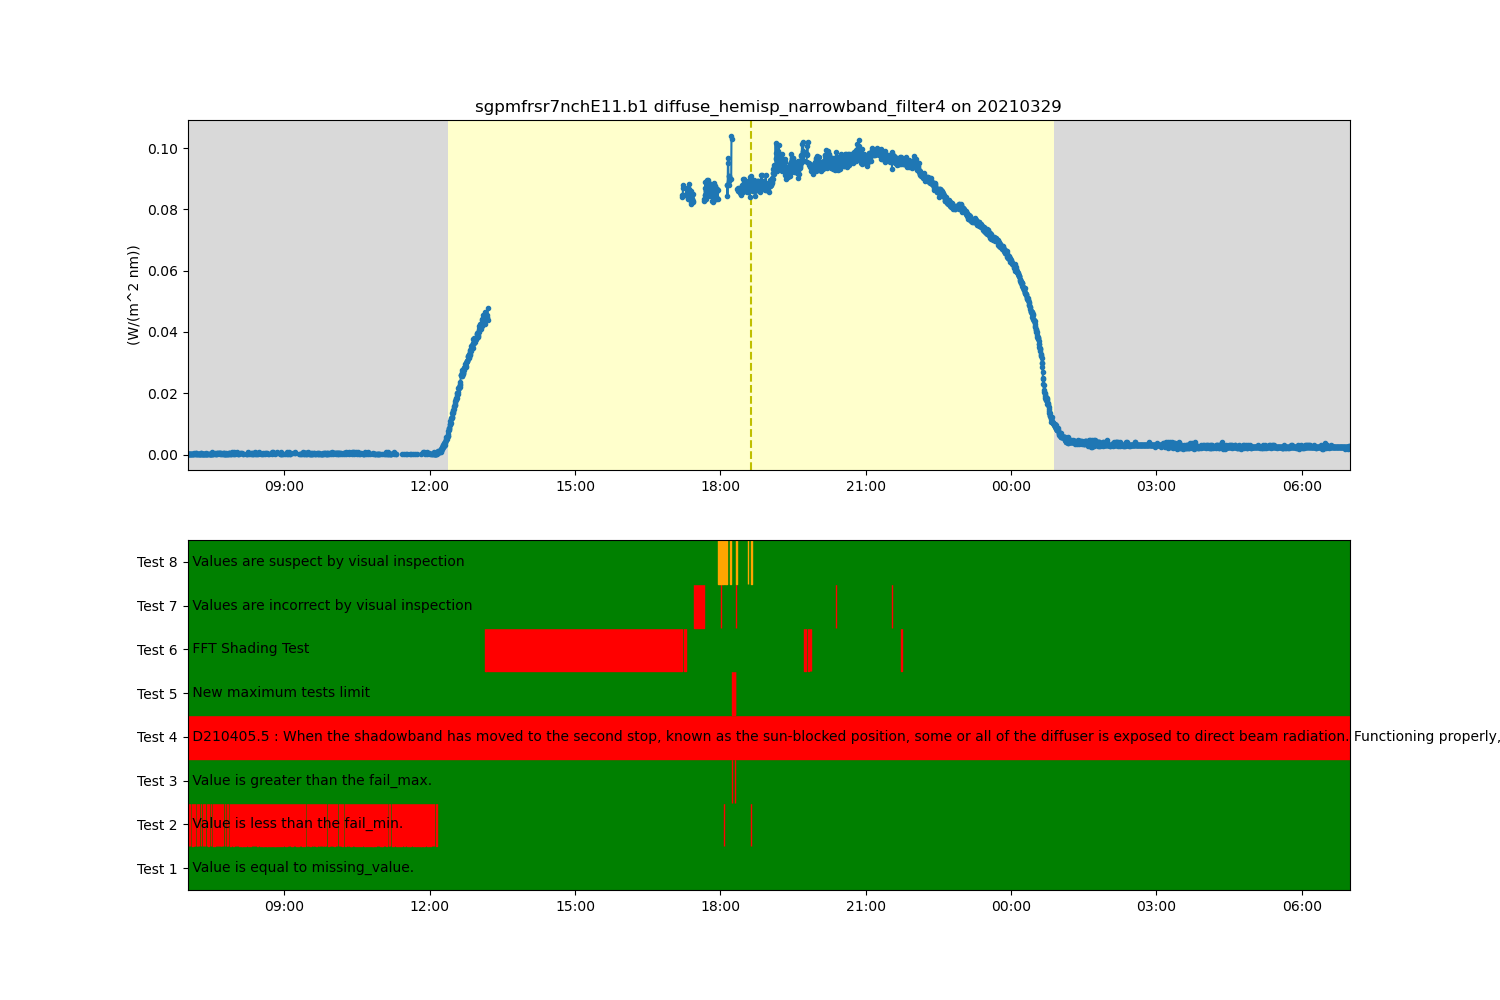 sgpmfrsr7nchE11.b1 diffuse_hemisp_narrowband_filter4 on 20210329
(W/(m^2 nm))
0.10
0.08
0.06
0.04
0.02
0.00
09:00 12:00 15:00 18:00 21:00 00:00 03:00 06:00
Test 8 Values are suspect by visual inspection
Test 7 Values are incorrect by visual inspection
Test 6 FFT Shading Test
Test 5 New maximum tests limit
Test 4 D210405.5 : When the shadowband has moved to the second stop, known as the sun-blocked position, some or all of the diffuser is exposed to direct beam radiation. Functioning properly,
Test 3 Value is greater than the fail_max.
Test 2 Value is less than the fail_min.
Test 1 Value is equal to missing_value.
09:00 12:00 15:00 18:00 21:00 00:00 03:00 06:00